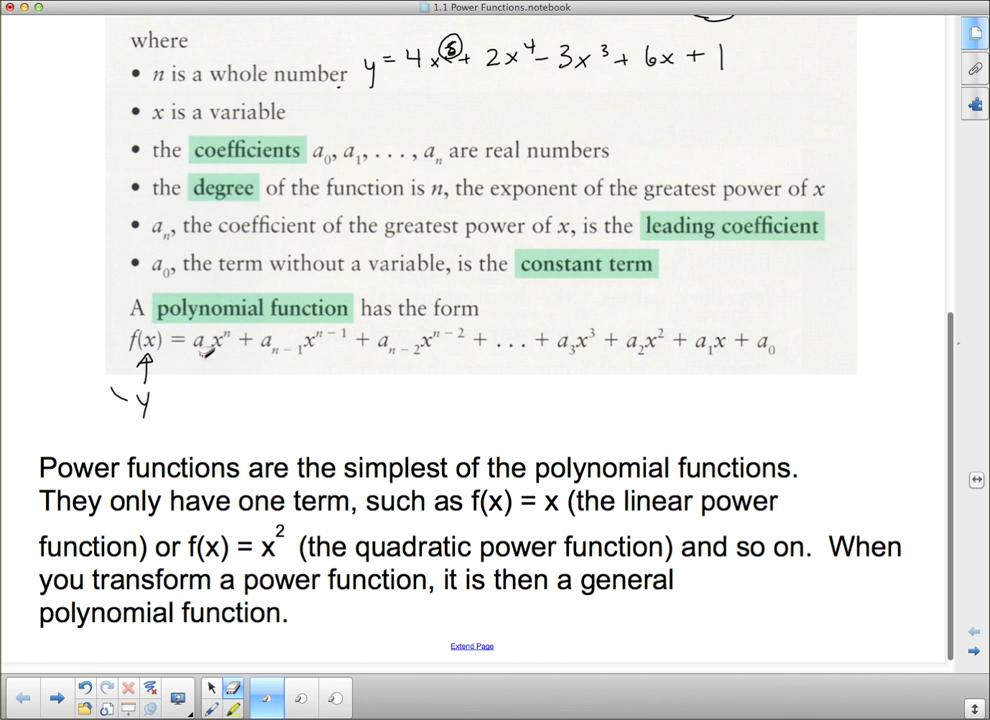 1.1 Power Functions.notebook
where
y = 4x⁵ + 2x⁴ - 3x³ + 6x + 1
• n is a whole number
• x is a variable
• the coefficients a₀, a₁, . . . , aₙ are real numbers
• the degree of the function is n, the exponent of the greatest power of x
• aₙ, the coefficient of the greatest power of x, is the leading coefficient
• a₀, the term without a variable, is the constant term
A polynomial function has the form
f(x) = aₙxⁿ + aₙ₋₁xⁿ⁻¹ + aₙ₋₂xⁿ⁻² + . . . + a₃x³ + a₂x² + a₁x + a₀
y
Power functions are the simplest of the polynomial functions.
They only have one term, such as f(x) = x (the linear power
function) or f(x) = x² (the quadratic power function) and so on. When
you transform a power function, it is then a general
polynomial function.
Extend Page